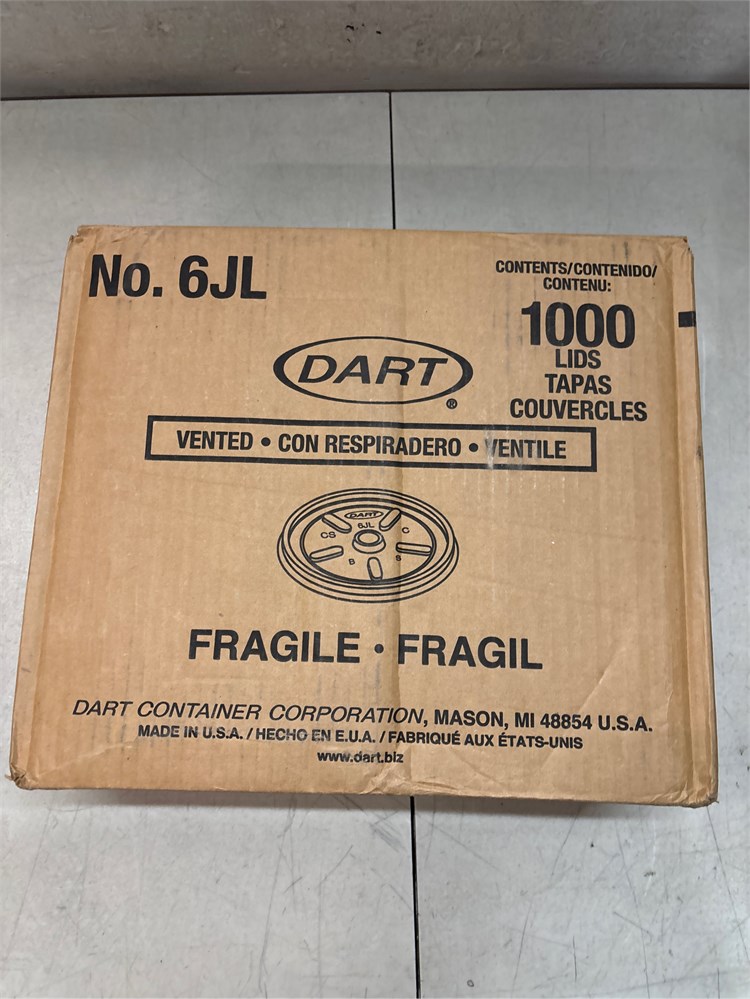 No. 6JL
CONTENTS/CONTENIDO/
CONTENU:
1000
LIDS
TAPAS
COUVERCLES
DART
®
VENTED • CON RESPIRADERO • VENTILE
DART
6JL
CS
C
B
S
FRAGILE • FRAGIL
DART CONTAINER CORPORATION, MASON, MI 48854 U.S.A.
MADE IN U.S.A. / HECHO EN E.U.A. / FABRIQUÉ AUX ÉTATS-UNIS
www.dart.biz